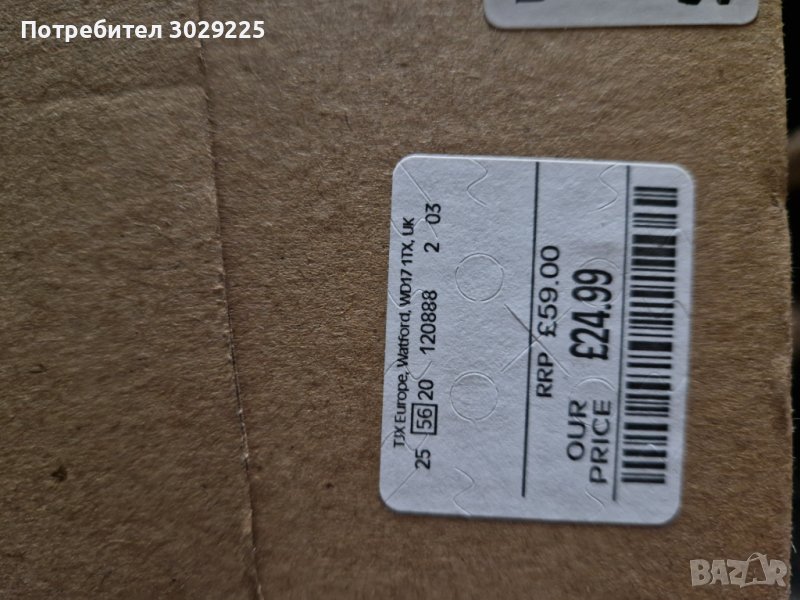 Потребител 3029225
TJX Europe, Watford, WD17 1TX, UK
25 56 20 120888 2 03
RRP £59.00
OUR PRICE £24.99
BAZAR